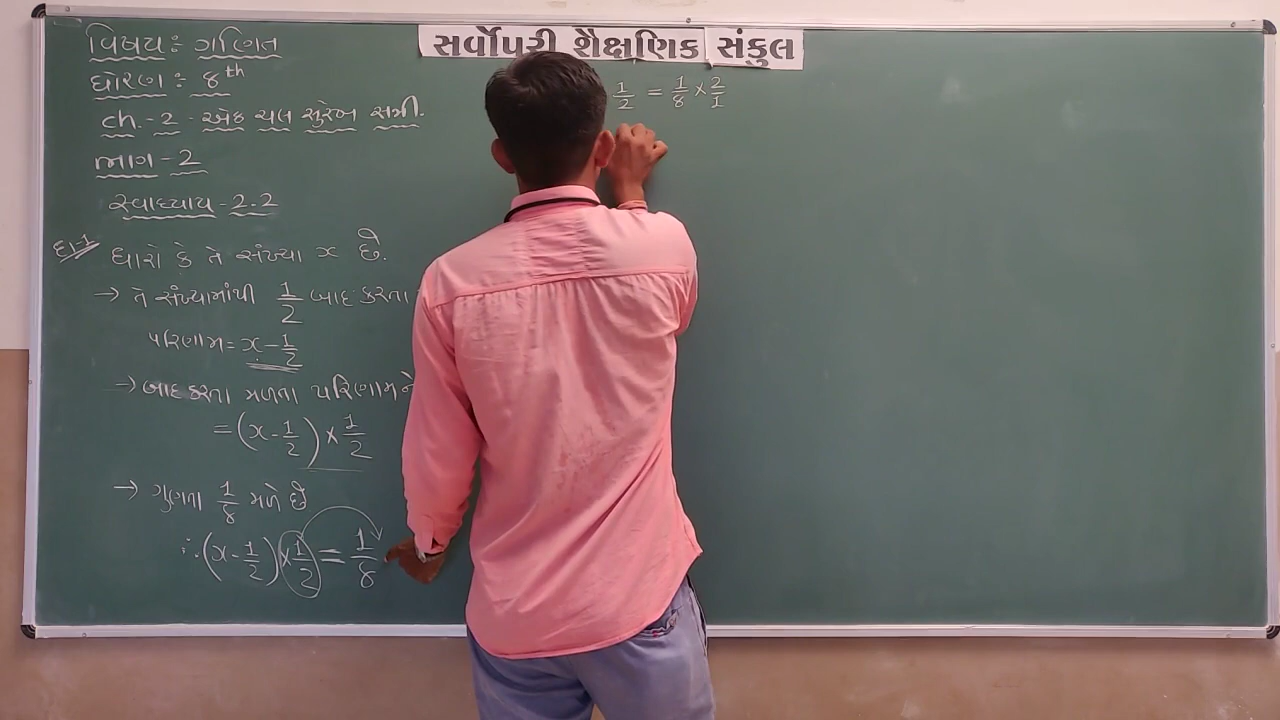 સર્વોપરી શૈક્ષણિક સંકુલ
વિષય : ગણિત
ધોરણ : 8th
ch.-2 - એક ચલ સુરેખ સમી.
ભાગ-2
સ્વાધ્યાય-2.2
દા-1 ધારો કે તે સંખ્યા x છે.
→ તે સંખ્યામાંથી 1/2 બાદ કરતા
પરિણામ = x - 1/2
→ બાદ કરતા મળતા પરિણામને
= (x - 1/2) × 1/2
→ ગુણતા 1/8 મળે છે
∴ (x - 1/2) × 1/2 = 1/8
1/2 = 1/8 × 2/1